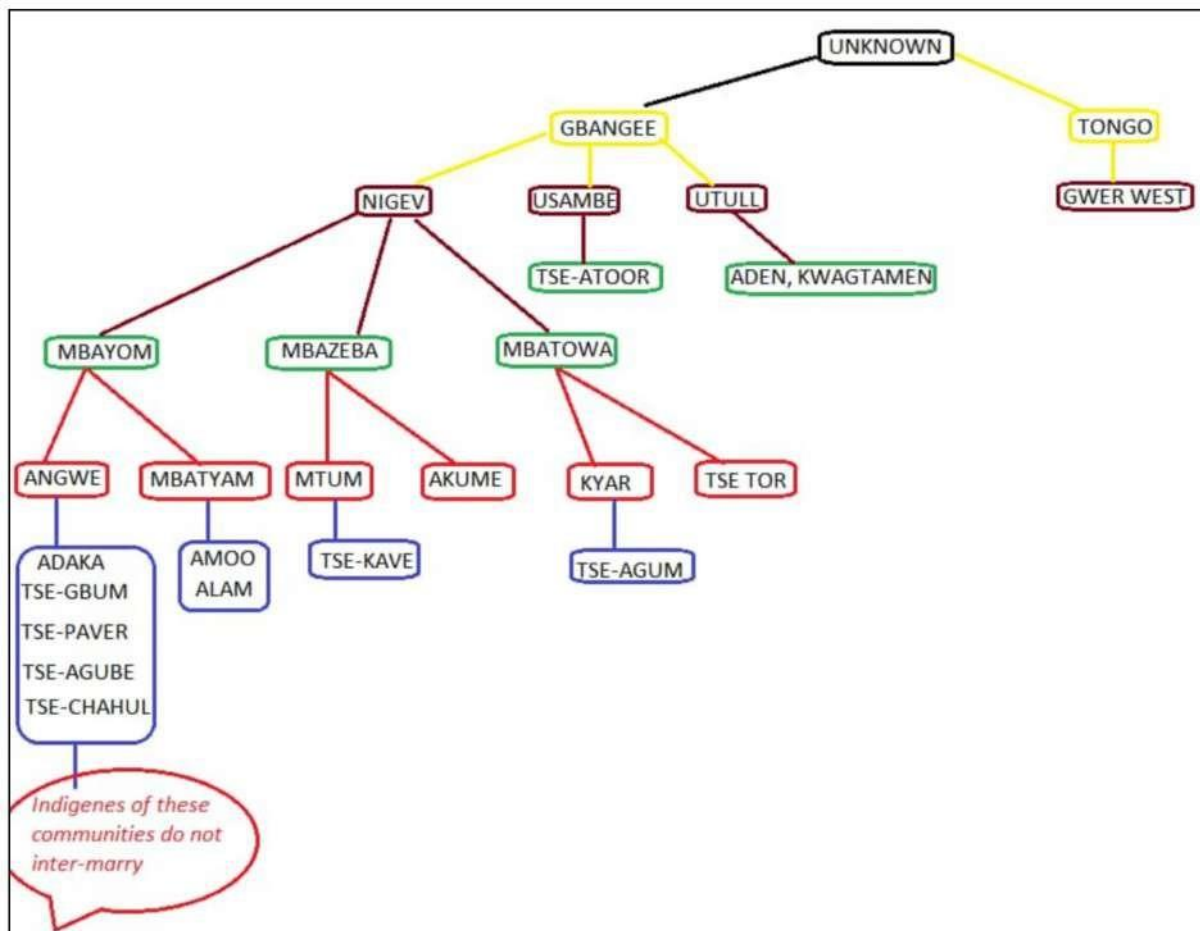 UNKNOWN
GBANGEE
TONGO
NIGEV
USAMBE
UTULL
GWER WEST
TSE-ATOOR
ADEN, KWAGTAMEN
MBAYOM
MBAZEBA
MBATOWA
ANGWE
MBATYAM
MTUM
AKUME
KYAR
TSE TOR
ADAKA
TSE-GBUM
TSE-PAVER
TSE-AGUBE
TSE-CHAHUL
AMOO
ALAM
TSE-KAVE
TSE-AGUM
Indigenes of these
communities do not
inter-marry